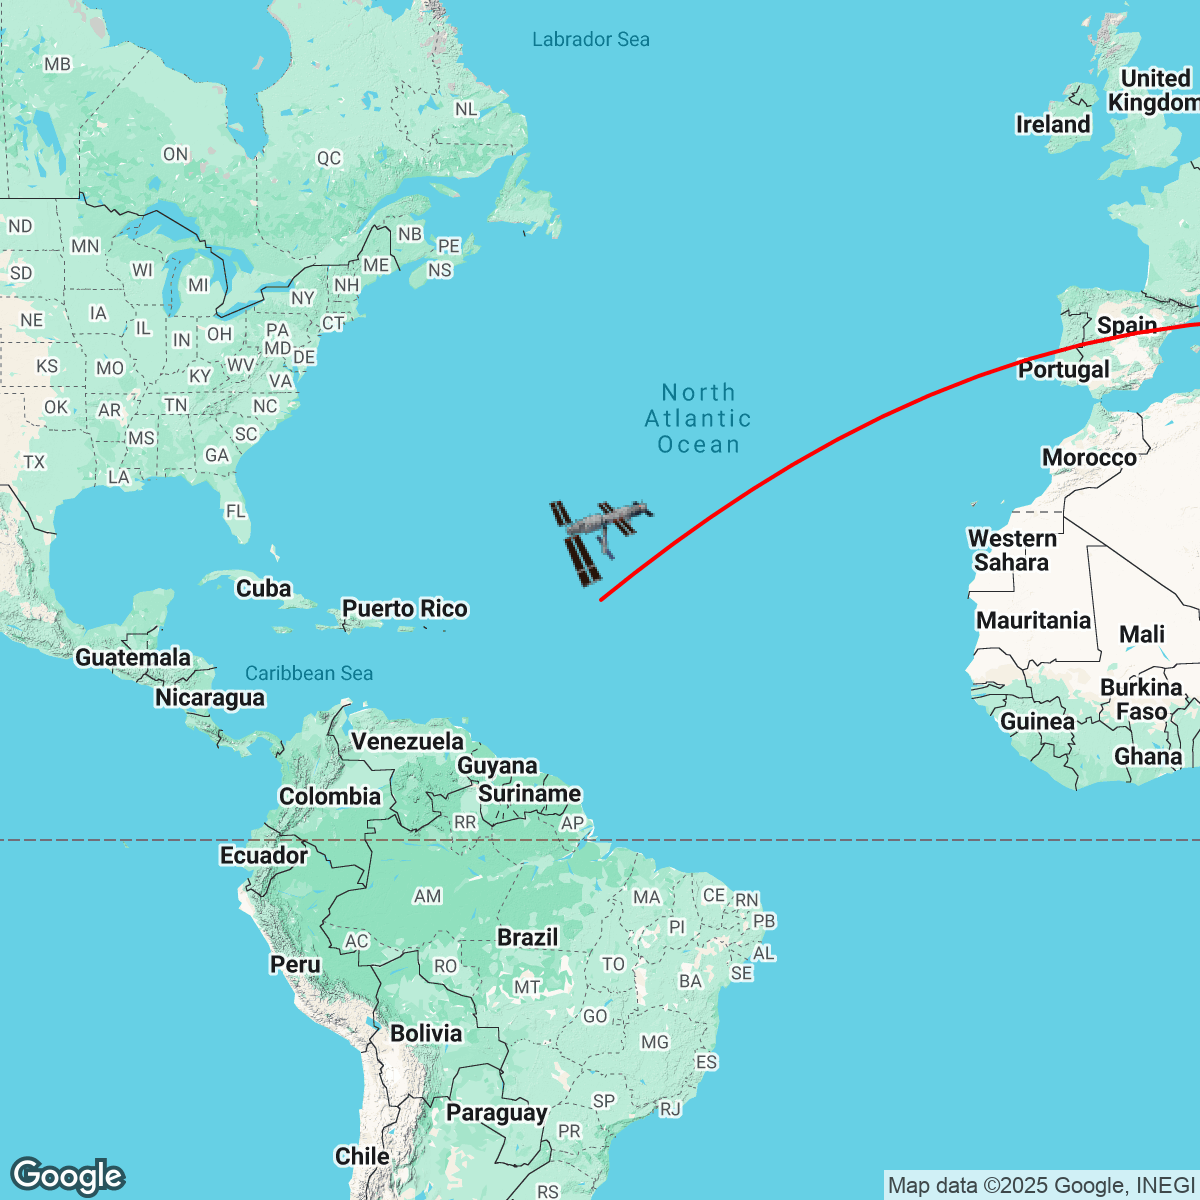 Labrador Sea
MB
United
Kingdom
NL
Ireland
ON
QC
ND
MN
NB
PE
ME
NS
SD
WI
MI
NH
NY
NE
IA
IL
IN
OH
PA
CT
Spain
MD
DE
KS
MO
WV
KY
VA
Portugal
North
Atlantic
Ocean
OK
AR
TN
NC
MS
SC
GA
TX
LA
Morocco
FL
Western
Sahara
Cuba
Puerto Rico
Mauritania
Mali
Guatemala
Caribbean Sea
Nicaragua
Burkina
Faso
Guinea
Ghana
Venezuela
Guyana
Suriname
Colombia
RR
AP
Ecuador
AM
MA
CE
RN
PB
PI
Brazil
AC
AL
Peru
RO
TO
SE
MT
BA
GO
Bolivia
MG
ES
SP
RJ
Paraguay
PR
Chile
RS
Google
Map data ©2025 Google, INEGI